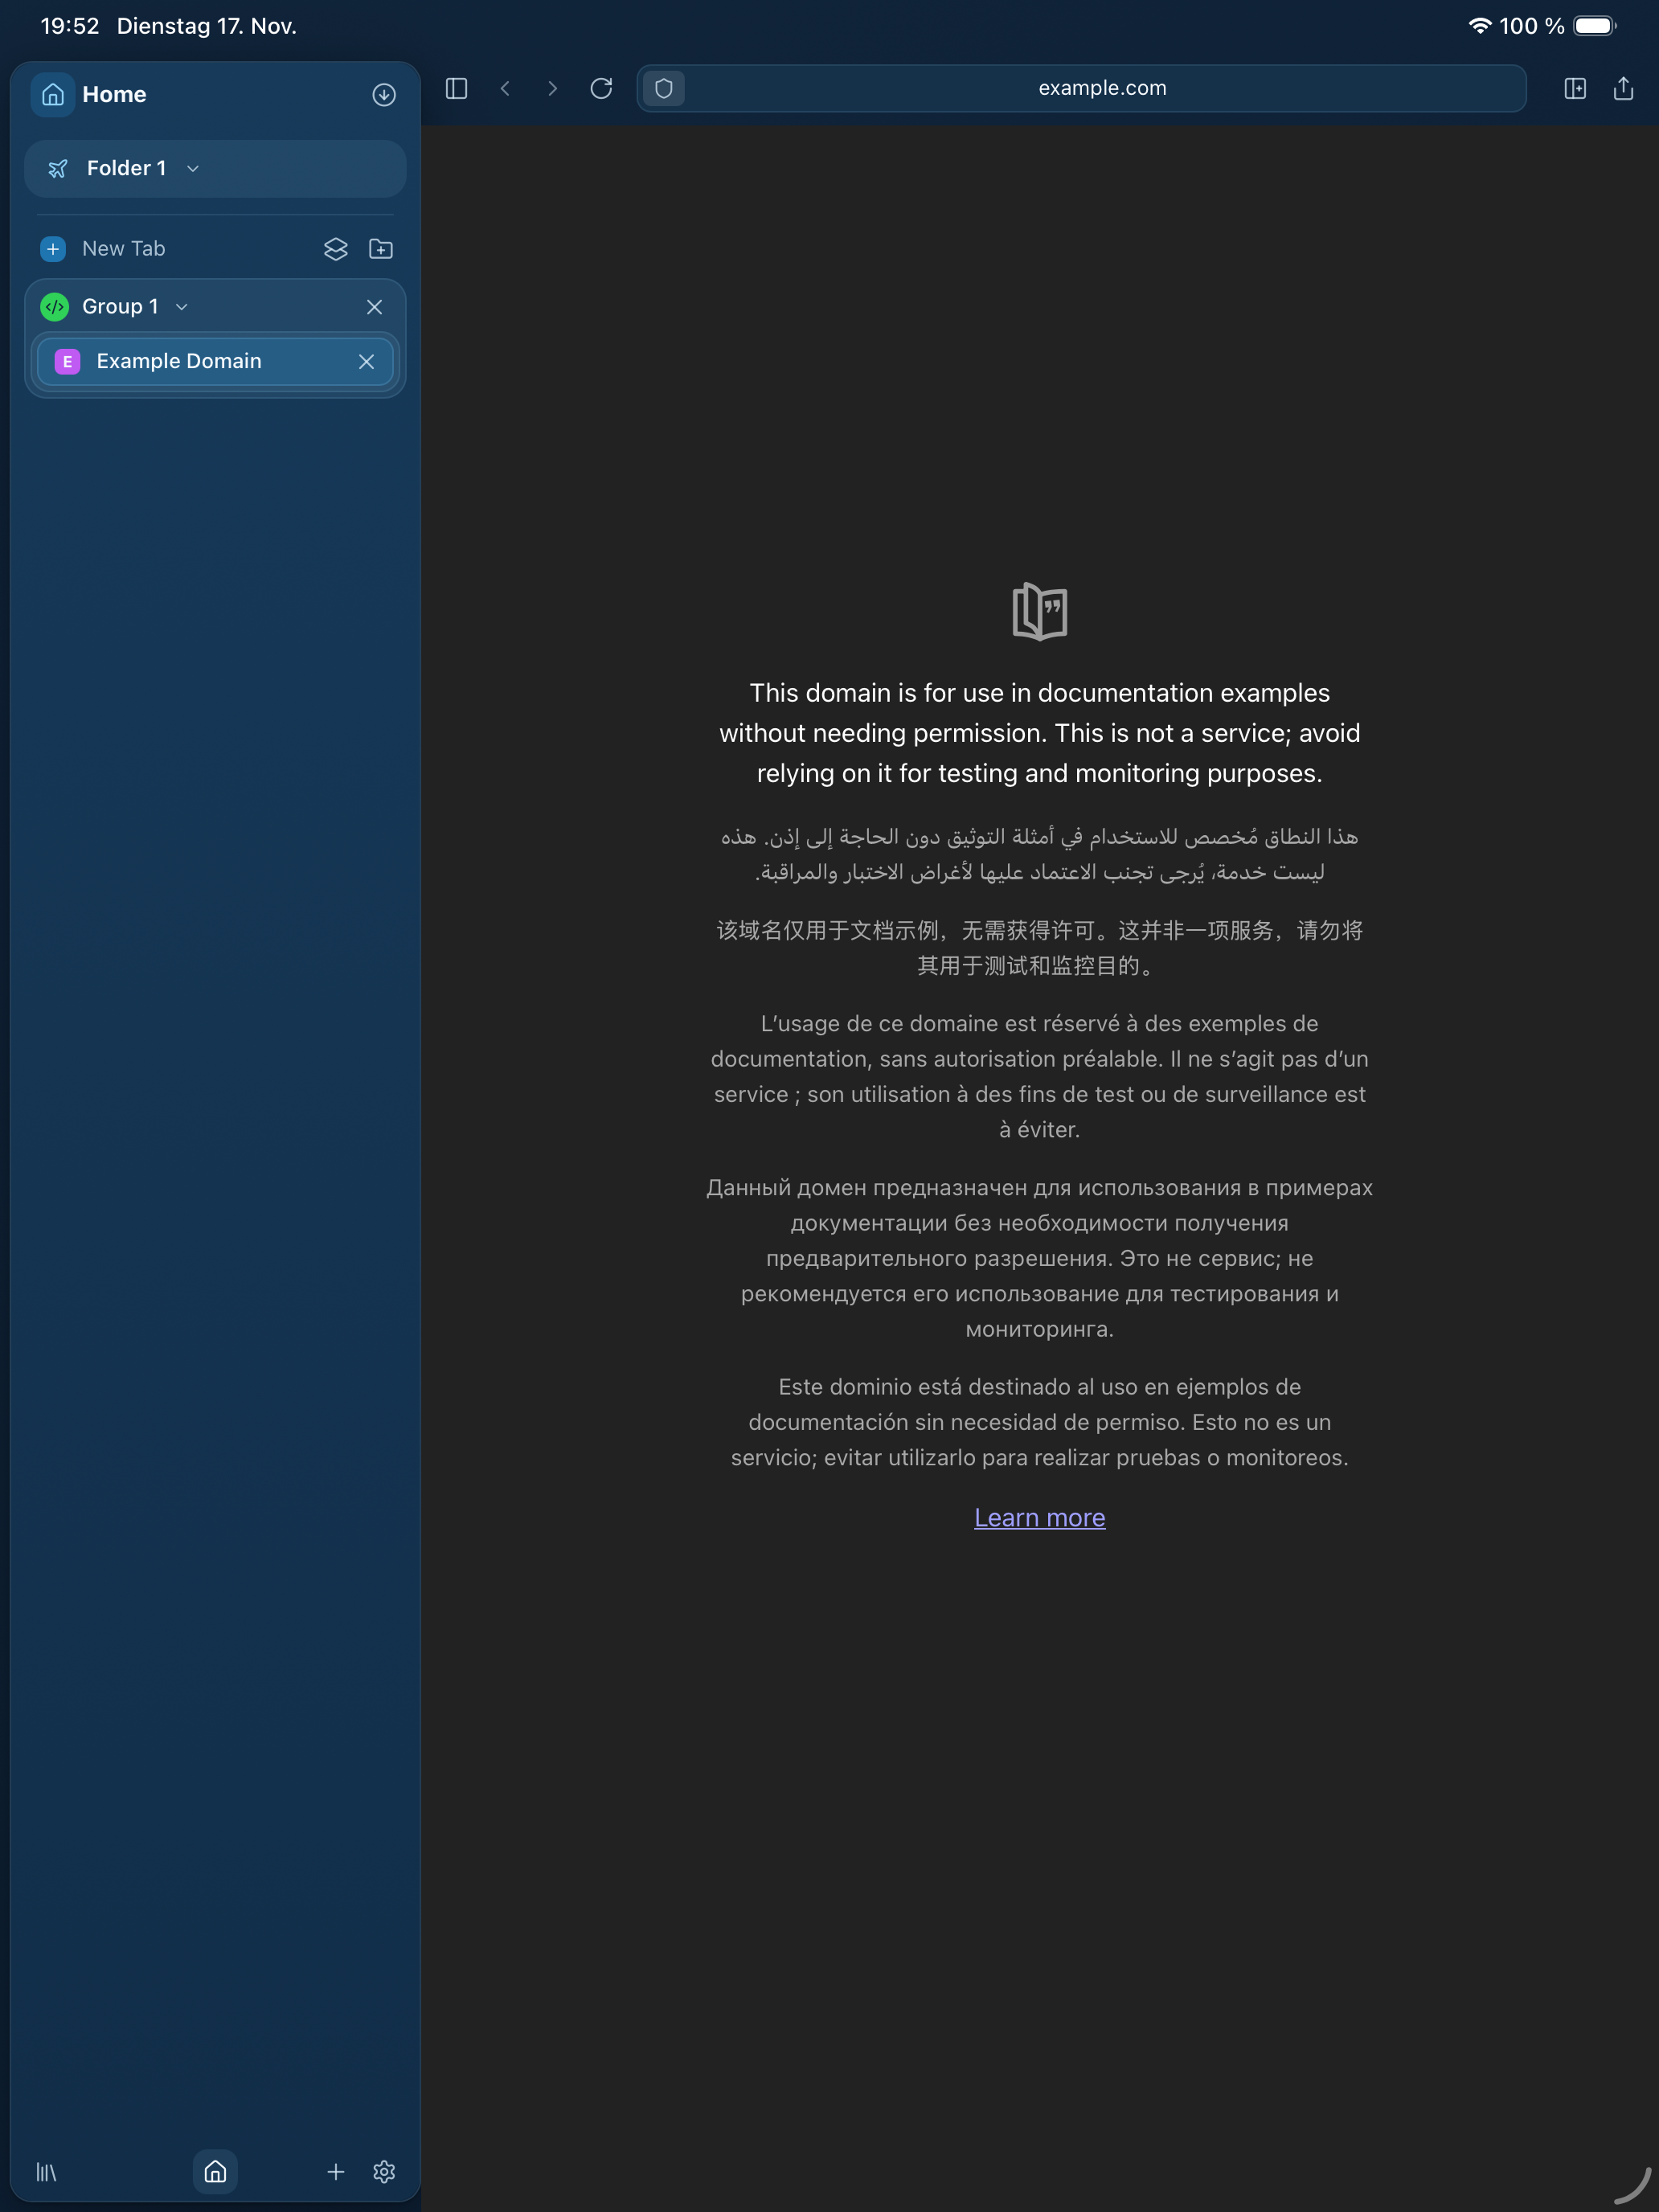 19:52 Dienstag 17. Nov.
100 %
Home
example.com
Folder 1
New Tab
Group 1
E Example Domain
This domain is for use in documentation examples
without needing permission. This is not a service; avoid
relying on it for testing and monitoring purposes.
هذا النطاق مُخصص للاستخدام في أمثلة التوثيق دون الحاجة إلى إذن. هذه
ليست خدمة، يُرجى تجنب الاعتماد عليها لأغراض الاختبار والمراقبة.
该域名仅用于文档示例，无需获得许可。这并非一项服务，请勿将
其用于测试和监控目的。
L’usage de ce domaine est réservé à des exemples de
documentation, sans autorisation préalable. Il ne s’agit pas d’un
service ; son utilisation à des fins de test ou de surveillance est
à éviter.
Данный домен предназначен для использования в примерах
документации без необходимости получения
предварительного разрешения. Это не сервис; не
рекомендуется его использование для тестирования и
мониторинга.
Este dominio está destinado al uso en ejemplos de
documentación sin necesidad de permiso. Esto no es un
servicio; evitar utilizarlo para realizar pruebas o monitoreos.
Learn more